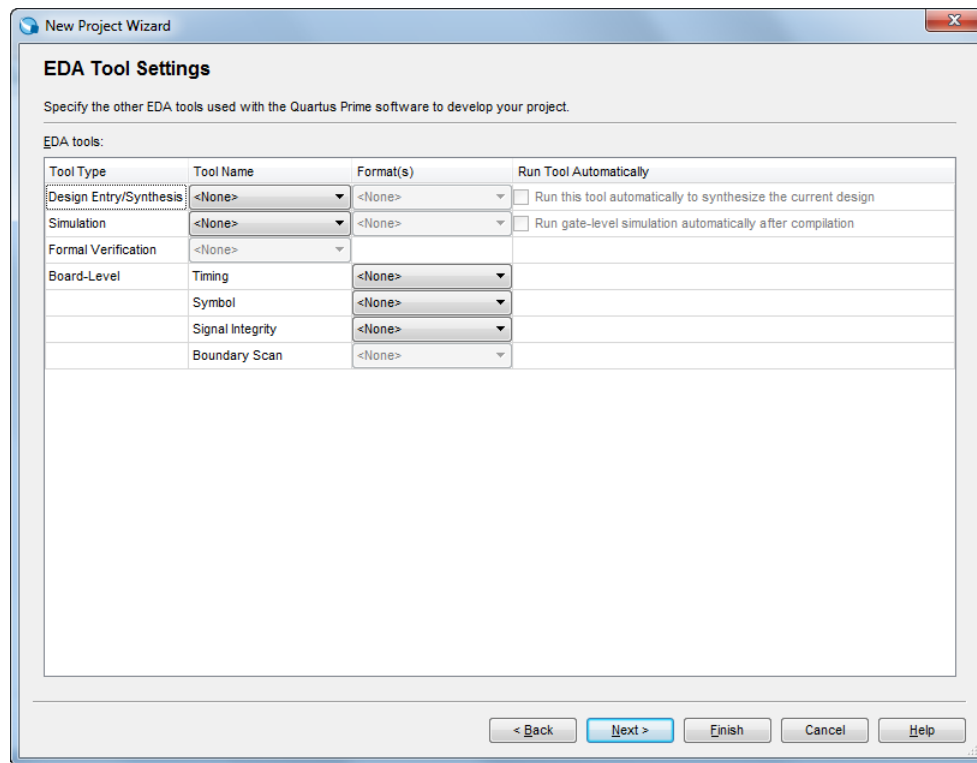 New Project Wizard
EDA Tool Settings
Specify the other EDA tools used with the Quartus Prime software to develop your project.
EDA tools:
Tool Type Tool Name Format(s) Run Tool Automatically
Design Entry/Synthesis <None> <None> Run this tool automatically to synthesize the current design
Simulation <None> <None> Run gate-level simulation automatically after compilation
Formal Verification <None>
Board-Level Timing <None>
Symbol <None>
Signal Integrity <None>
Boundary Scan <None>
< Back Next > Finish Cancel Help